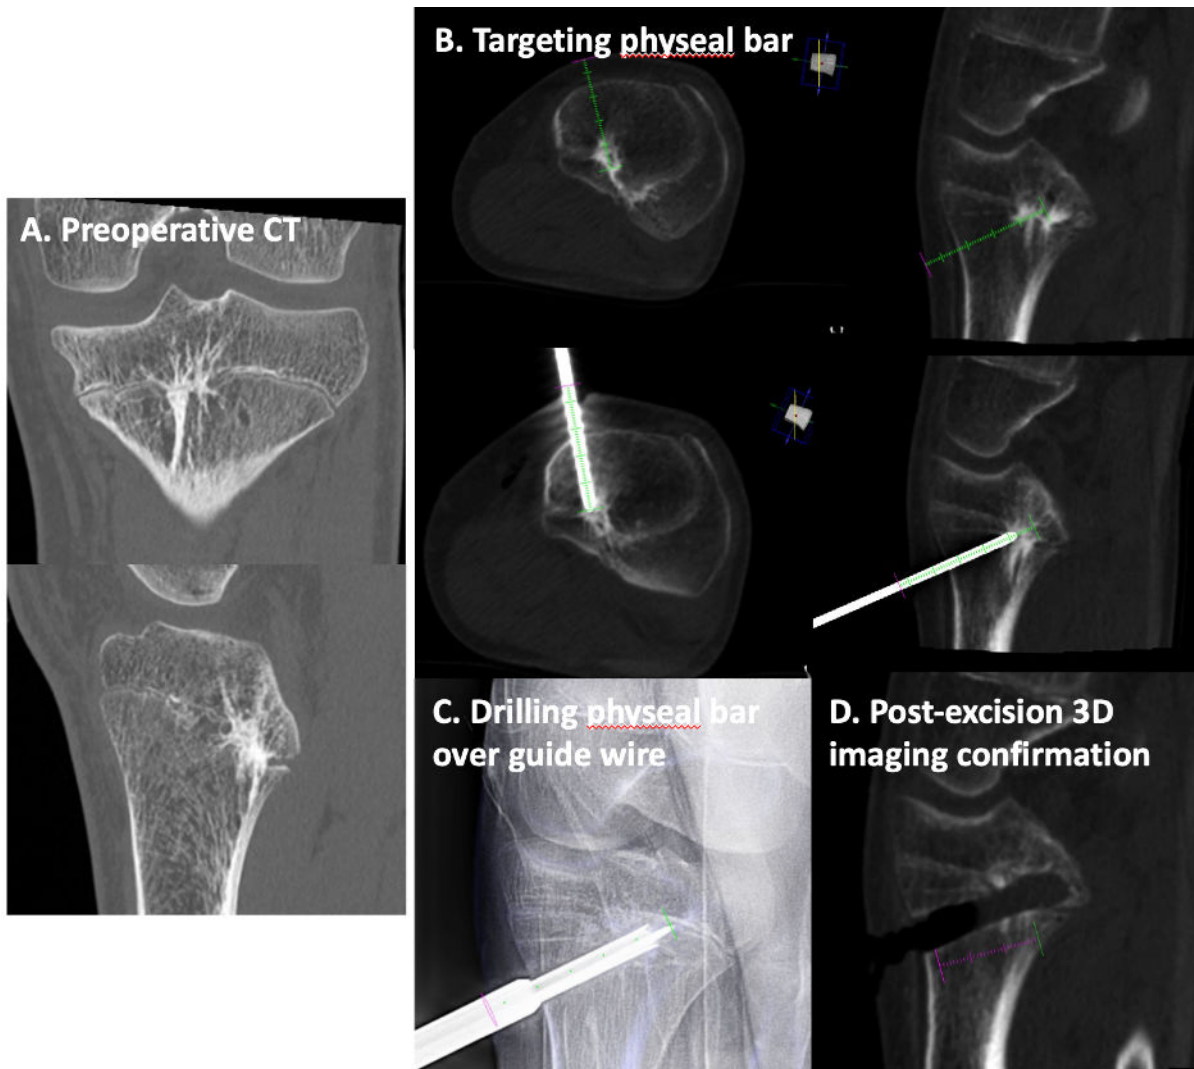 A. Preoperative CT
B. Targeting physeal bar
C. Drilling physeal bar
over guide wire
D. Post-excision 3D
imaging confirmation